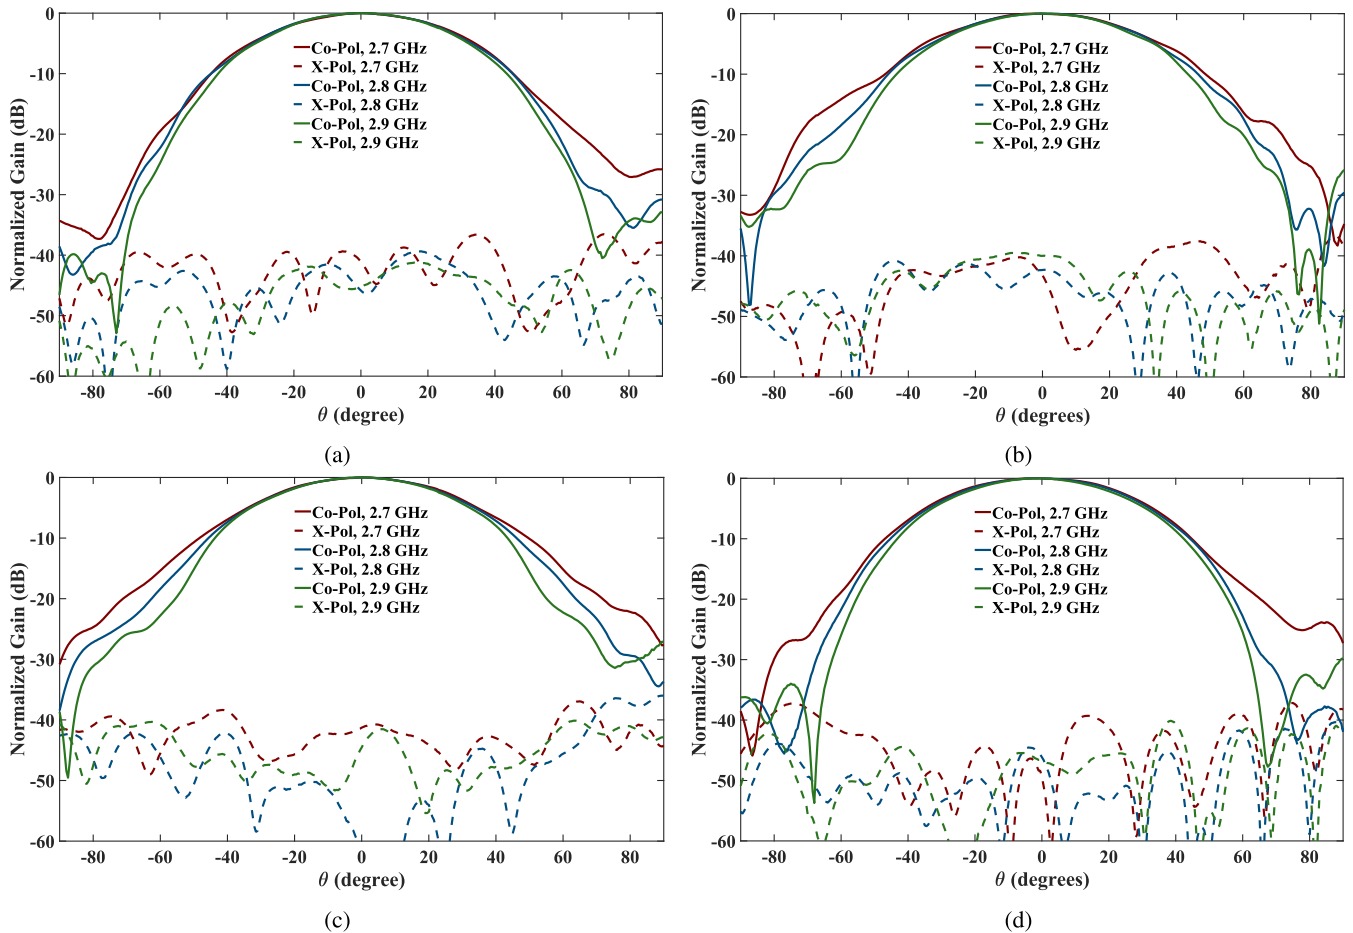 0
-10
-20
-30
-40
-50
-60
Normalized Gain (dB)
Co-Pol, 2.7 GHz
X-Pol, 2.7 GHz
Co-Pol, 2.8 GHz
X-Pol, 2.8 GHz
Co-Pol, 2.9 GHz
X-Pol, 2.9 GHz
-80 -60 -40 -20 0 20 40 60 80
θ (degree)
(a)
0
-10
-20
-30
-40
-50
-60
Normalized Gain (dB)
Co-Pol, 2.7 GHz
X-Pol, 2.7 GHz
Co-Pol, 2.8 GHz
X-Pol, 2.8 GHz
Co-Pol, 2.9 GHz
X-Pol, 2.9 GHz
-80 -60 -40 -20 0 20 40 60 80
θ (degrees)
(b)
0
-10
-20
-30
-40
-50
-60
Normalized Gain (dB)
Co-Pol, 2.7 GHz
X-Pol, 2.7 GHz
Co-Pol, 2.8 GHz
X-Pol, 2.8 GHz
Co-Pol, 2.9 GHz
X-Pol, 2.9 GHz
-80 -60 -40 -20 0 20 40 60 80
θ (degree)
(c)
0
-10
-20
-30
-40
-50
-60
Normalized Gain (dB)
Co-Pol, 2.7 GHz
X-Pol, 2.7 GHz
Co-Pol, 2.8 GHz
X-Pol, 2.8 GHz
Co-Pol, 2.9 GHz
X-Pol, 2.9 GHz
-80 -60 -40 -20 0 20 40 60 80
θ (degrees)
(d)